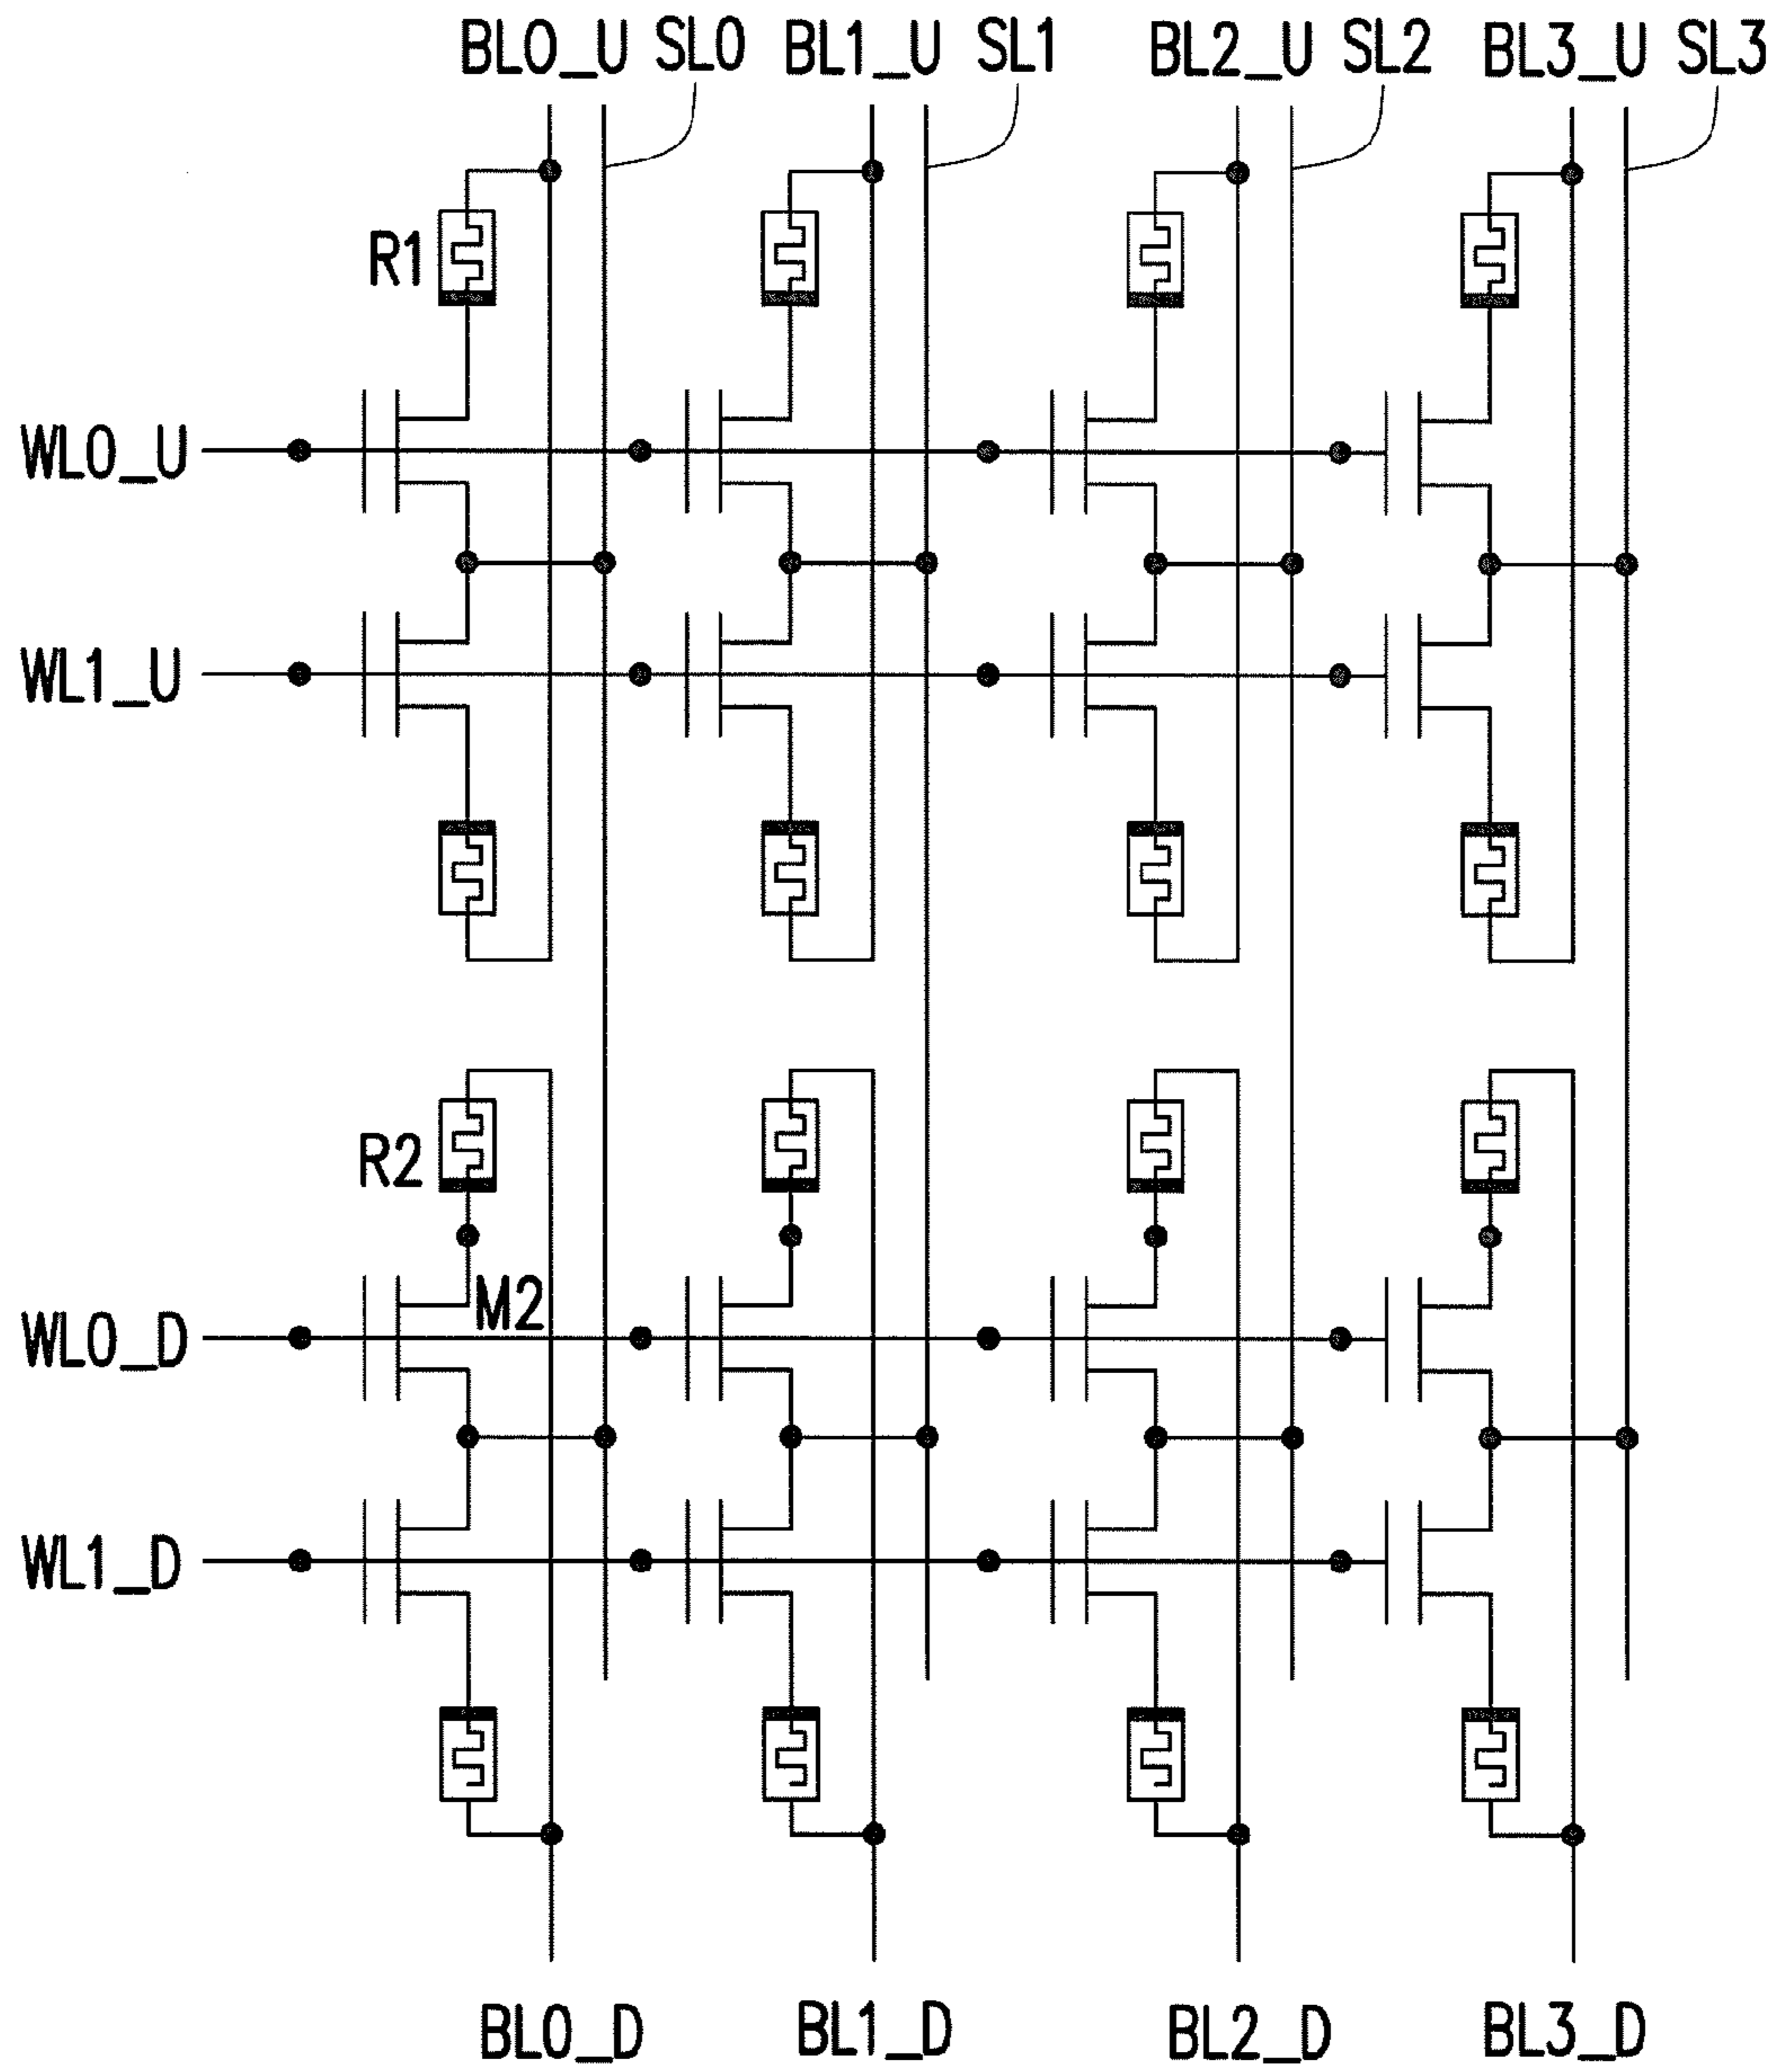 BL0_U SL0 BL1_U SL1 BL2_U SL2 BL3_U SL3
R1
WL0_U
WL1_U
R2
M2
WL0_D
WL1_D
BL0_D BL1_D BL2_D BL3_D